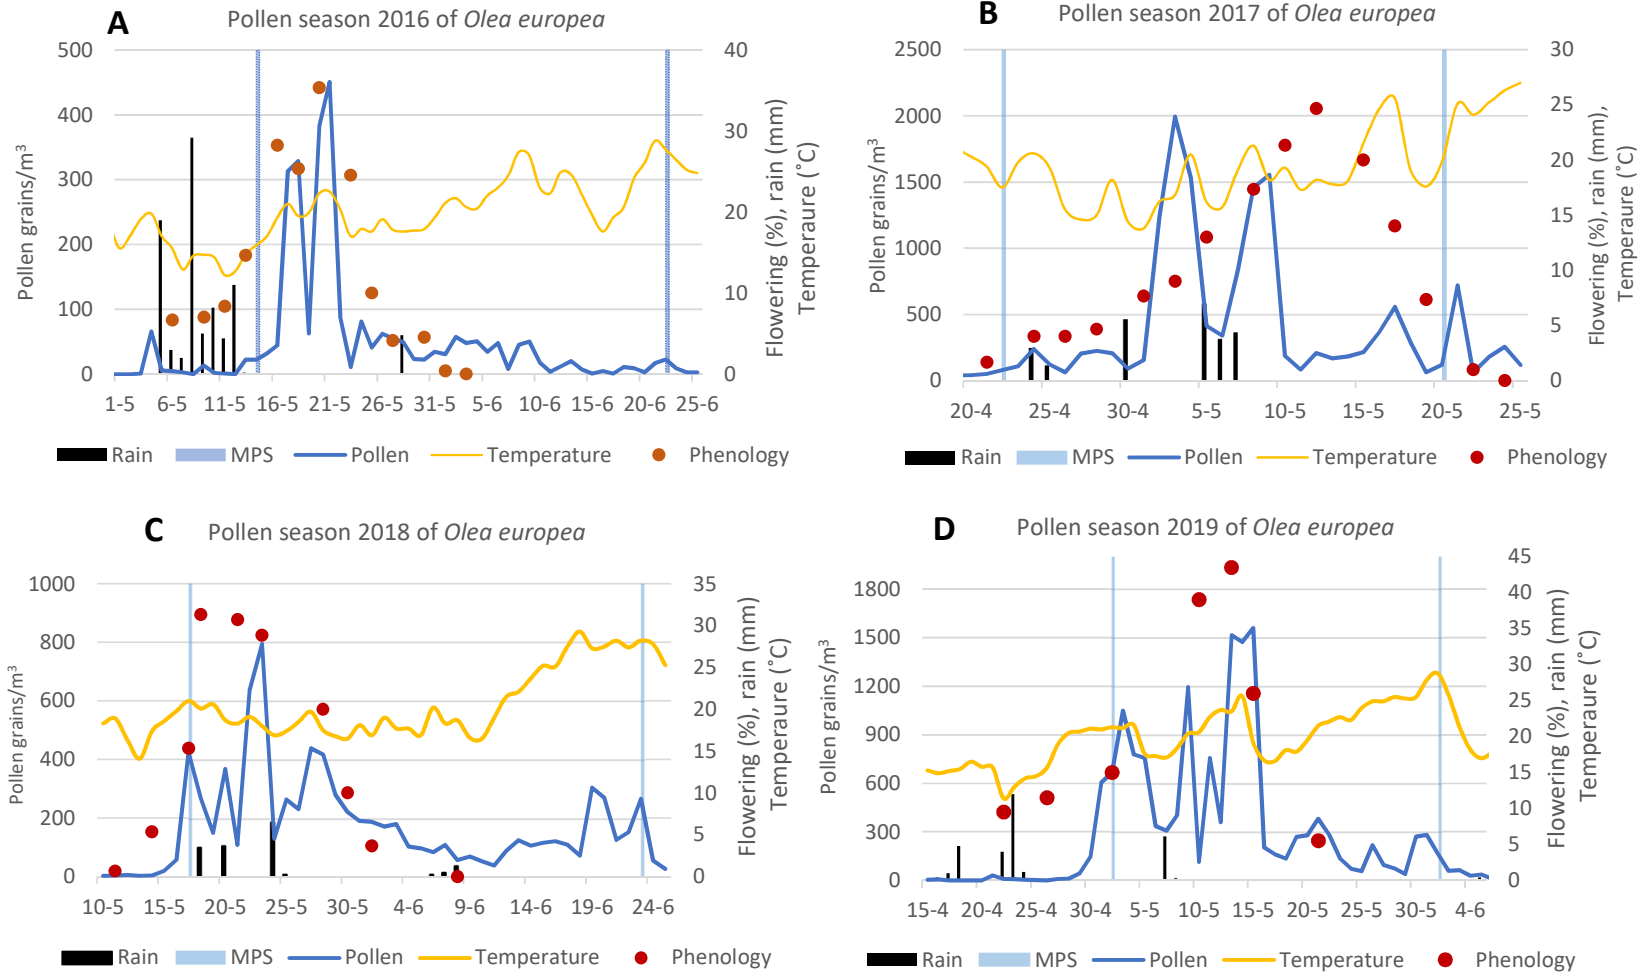 A
Pollen season 2016 of Olea europea
500
400
300
200
100
0
Pollen grains/m³
40
30
20
10
0
Flowering (%), rain (mm)
Temperaure (˚C)
1-5 6-5 11-5 16-5 21-5 26-5 31-5 5-6 10-6 15-6 20-6 25-6
Rain MPS Pollen Temperature Phenology
B
Pollen season 2017 of Olea europea
2500
2000
1500
1000
500
0
Pollen grains/m³
30
25
20
15
10
5
0
Flowering (%), rain (mm),
Temperaure (˚C)
20-4 25-4 30-4 5-5 10-5 15-5 20-5 25-5
Rain MPS Pollen Temperature Phenology
C
Pollen season 2018 of Olea europea
1000
800
600
400
200
0
Pollen grains/m³
35
30
25
20
15
10
5
0
Flowering (%), rain (mm)
Temperaure (˚C)
10-5 15-5 20-5 25-5 30-5 4-6 9-6 14-6 19-6 24-6
Rain MPS Pollen Temperature Phenology
D
Pollen season 2019 of Olea europea
1800
1500
1200
900
600
300
0
Pollen grains/m³
45
40
35
30
25
20
15
10
5
0
Flowering (%), rain (mm)
Temperaure (˚C)
15-4 20-4 25-4 30-4 5-5 10-5 15-5 20-5 25-5 30-5 4-6
Rain MPS Pollen Temperature Phenology